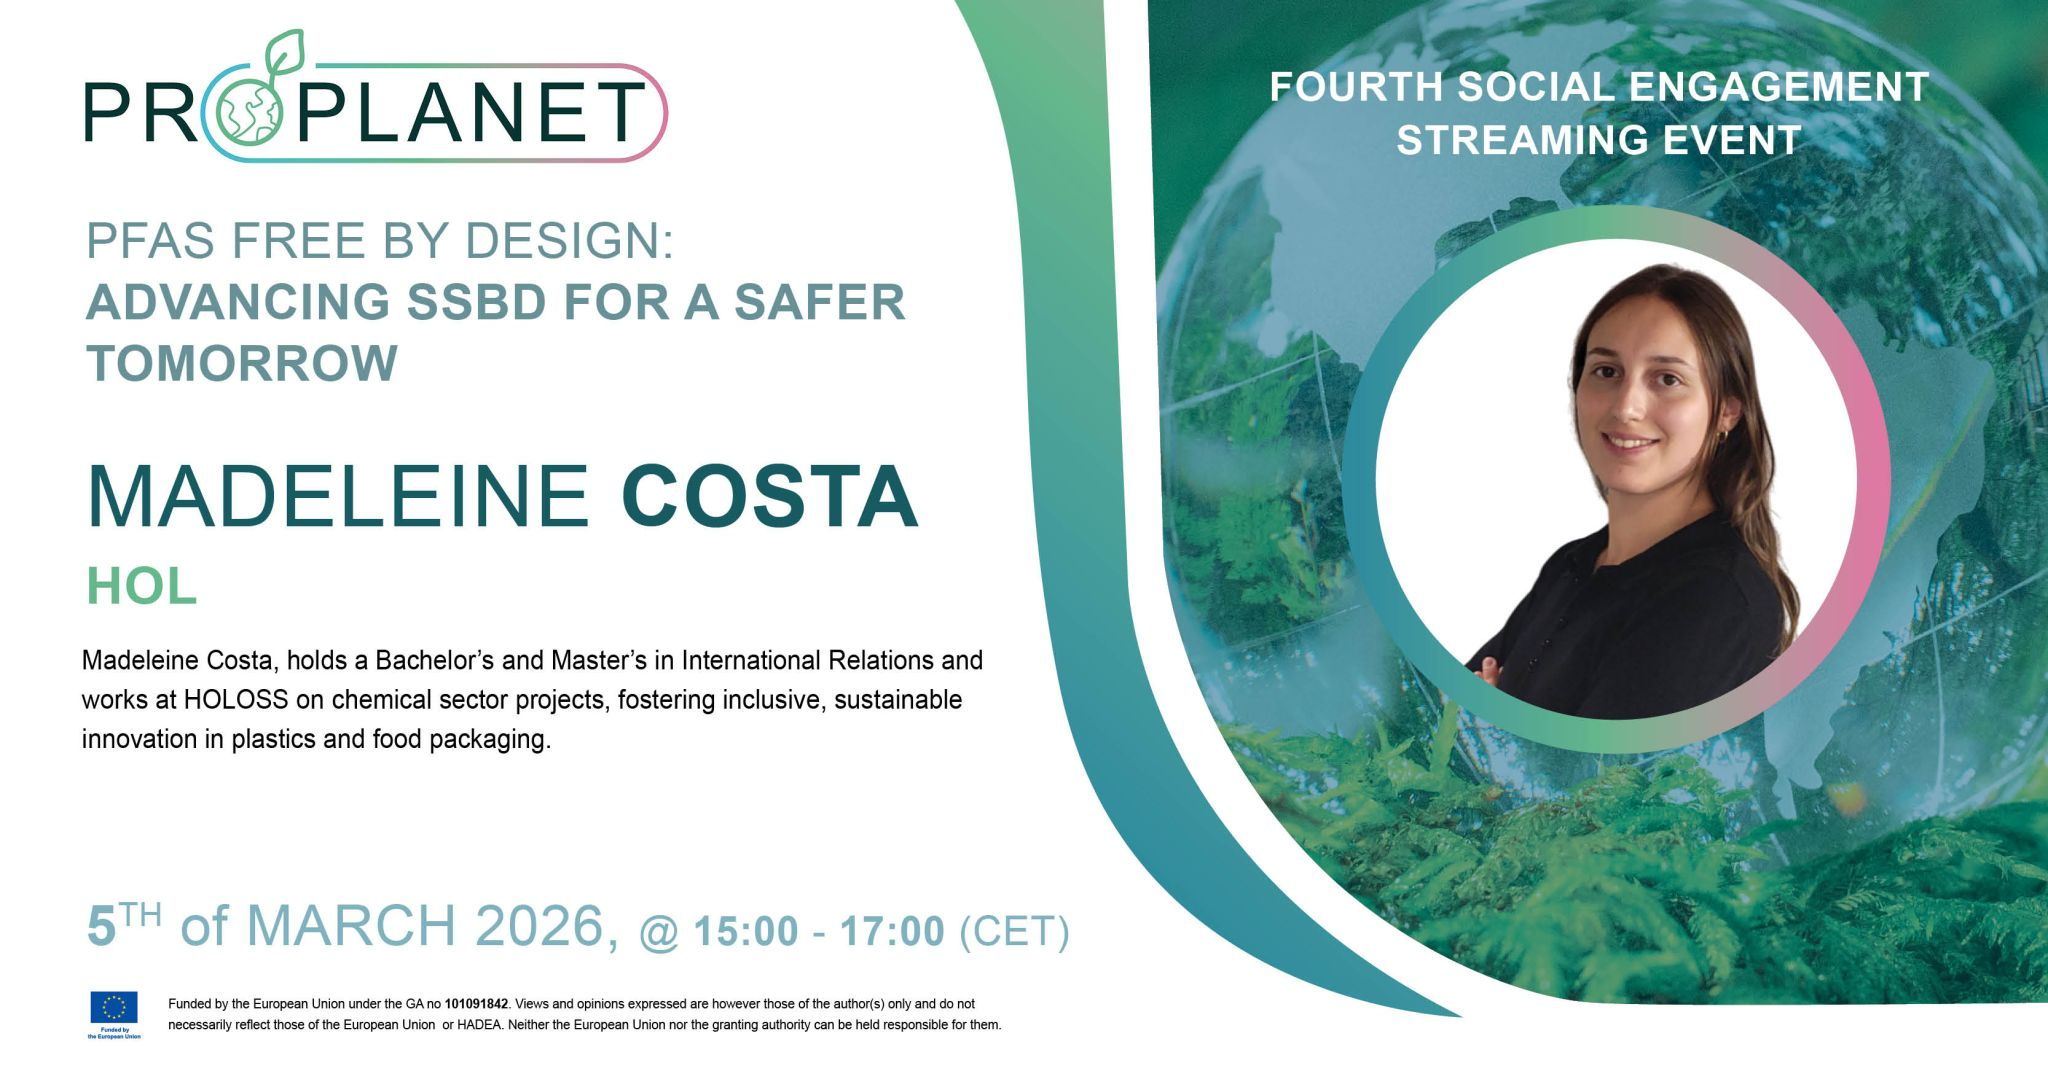 PROPLANET
PFAS FREE BY DESIGN:
ADVANCING SSBD FOR A SAFER
TOMORROW
MADELEINE COSTA
HOL
Madeleine Costa, holds a Bachelor’s and Master’s in International Relations and
works at HOLOSS on chemical sector projects, fostering inclusive, sustainable
innovation in plastics and food packaging.
5TH of MARCH 2026, @ 15:00 - 17:00 (CET)
Funded by
the European Union
Funded by the European Union under the GA no 101091842. Views and opinions expressed are however those of the author(s) only and do not
necessarily reflect those of the European Union or HADEA. Neither the European Union nor the granting authority can be held responsible for them.
FOURTH SOCIAL ENGAGEMENT
STREAMING EVENT